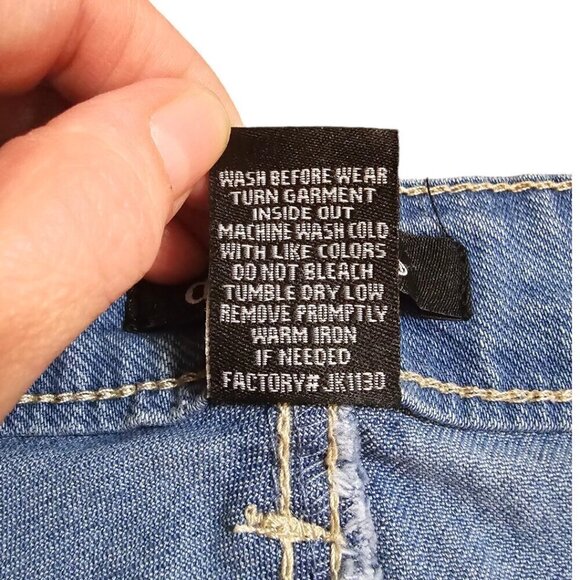 WASH BEFORE WEAR
TURN GARMENT
INSIDE OUT
MACHINE WASH COLD
WITH LIKE COLORS
DO NOT BLEACH
TUMBLE DRY LOW
REMOVE PROMPTLY
WARM IRON
IF NEEDED
FACTORY# JK1130